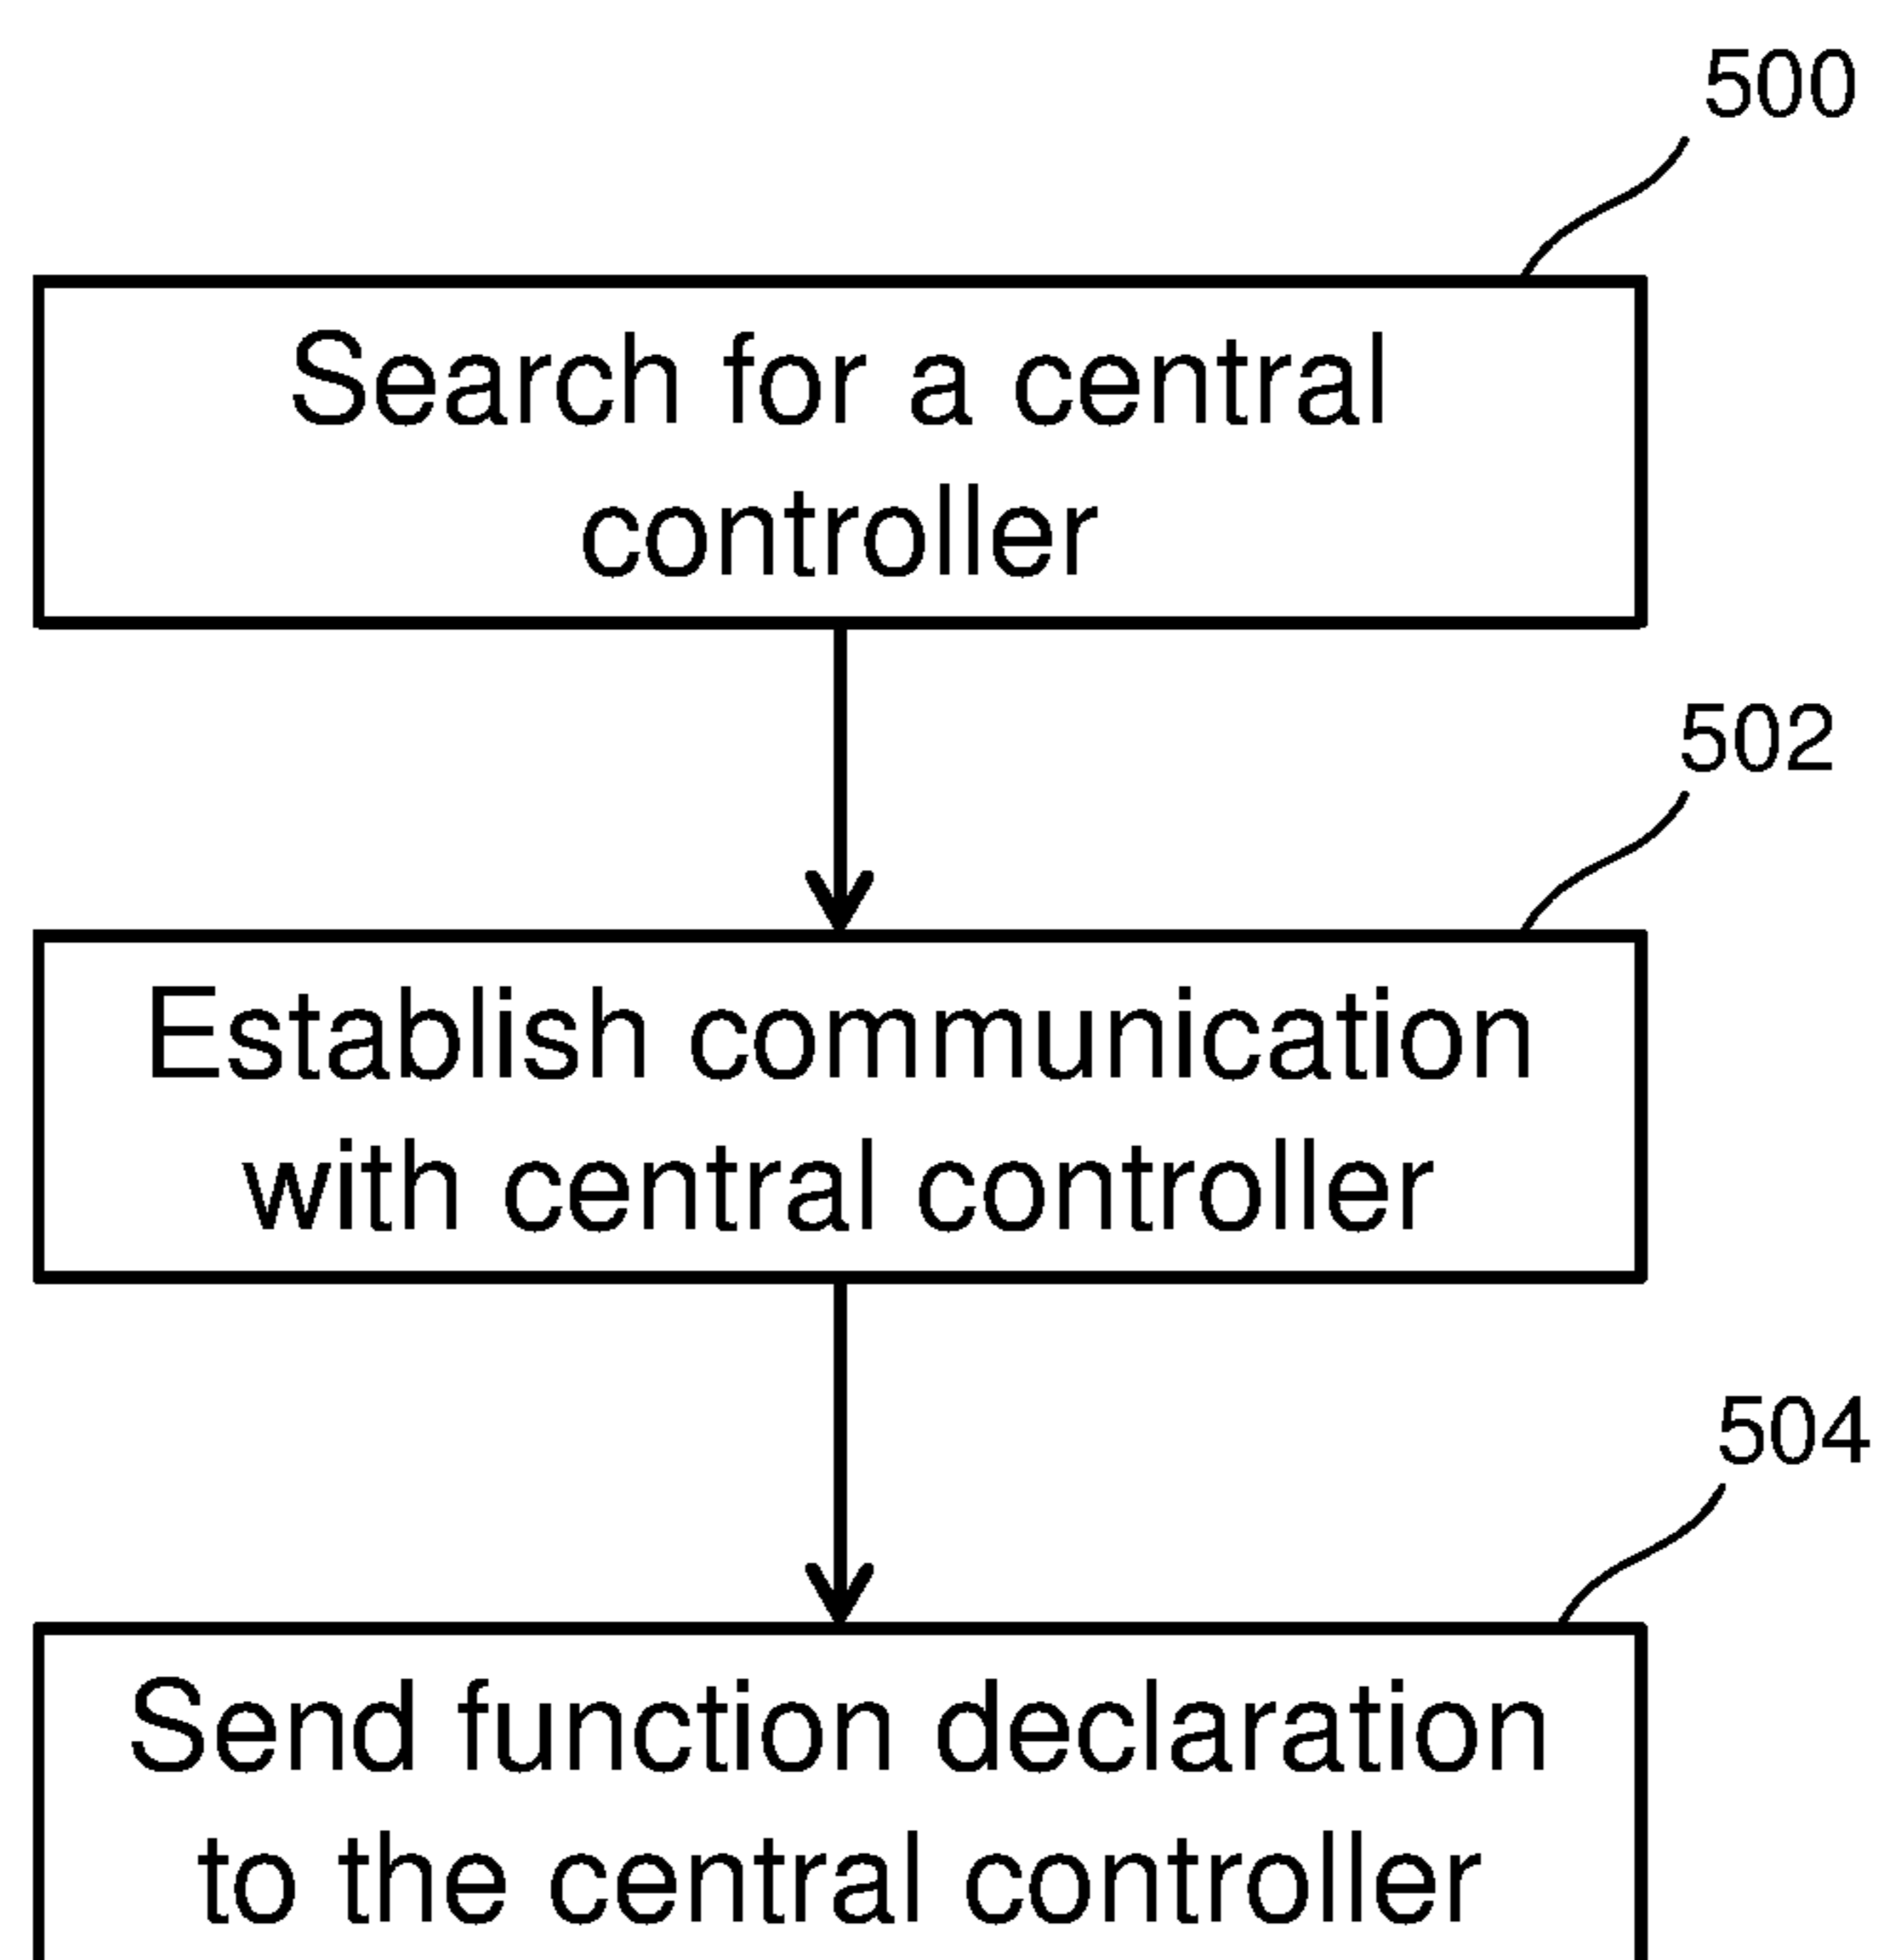 500
Search for a central
controller
502
Establish communication
with central controller
504
Send function declaration
to the central controller